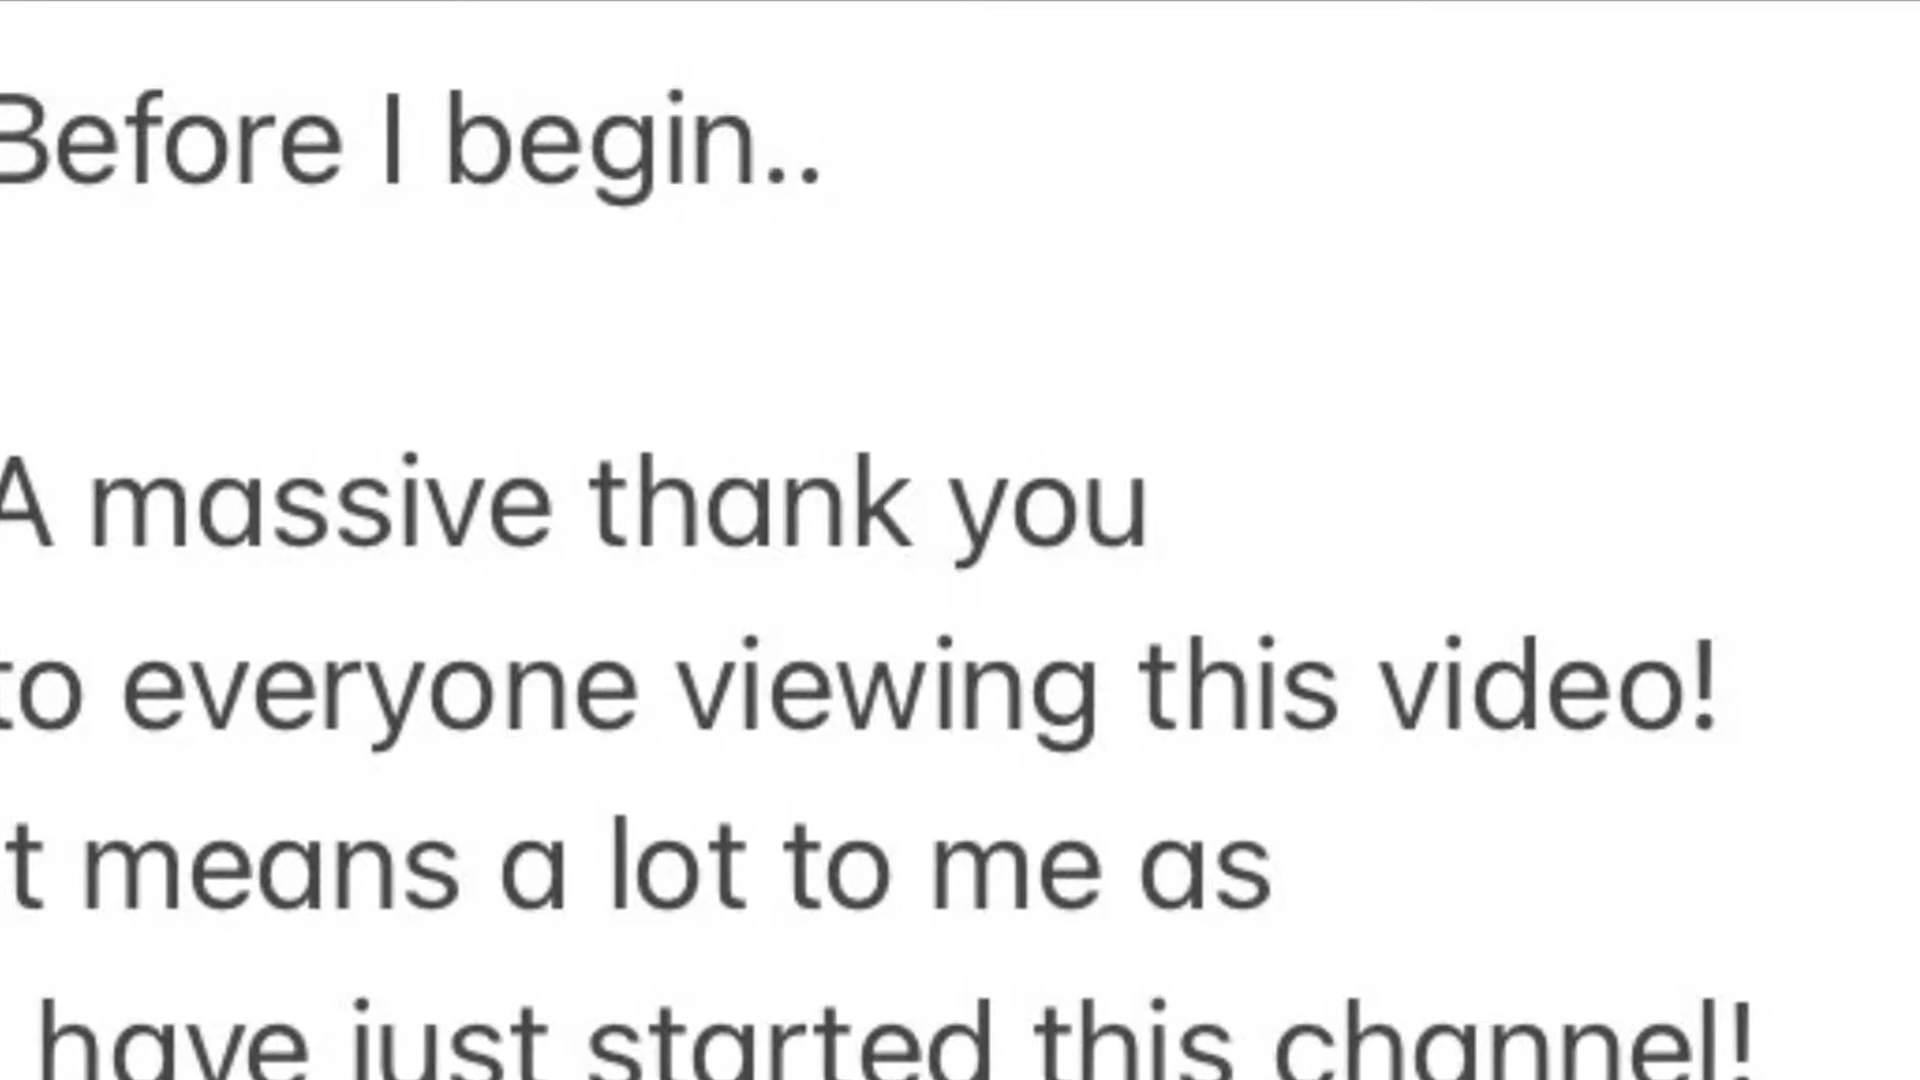 Before I begin..
A massive thank you
to everyone viewing this video!
t means a lot to me as
have just started this channel!